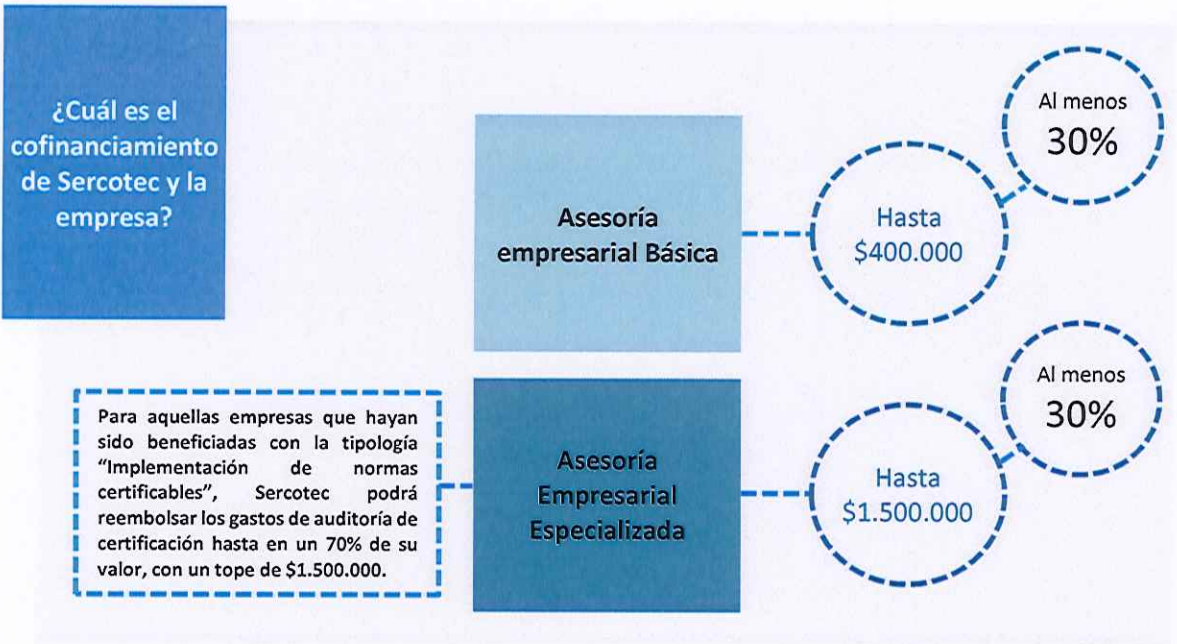 ¿Cuál es el
cofinanciamiento
de Sercotec y la
empresa?
Asesoría
empresarial Básica
Hasta
$400.000
Al menos
30%
Para aquellas empresas que hayan
sido beneficiadas con la tipología
“Implementación de normas
certificables”, Sercotec podrá
reembolsar los gastos de auditoría de
certificación hasta en un 70% de su
valor, con un tope de $1.500.000.
Asesoría
Empresarial
Especializada
Hasta
$1.500.000
Al menos
30%